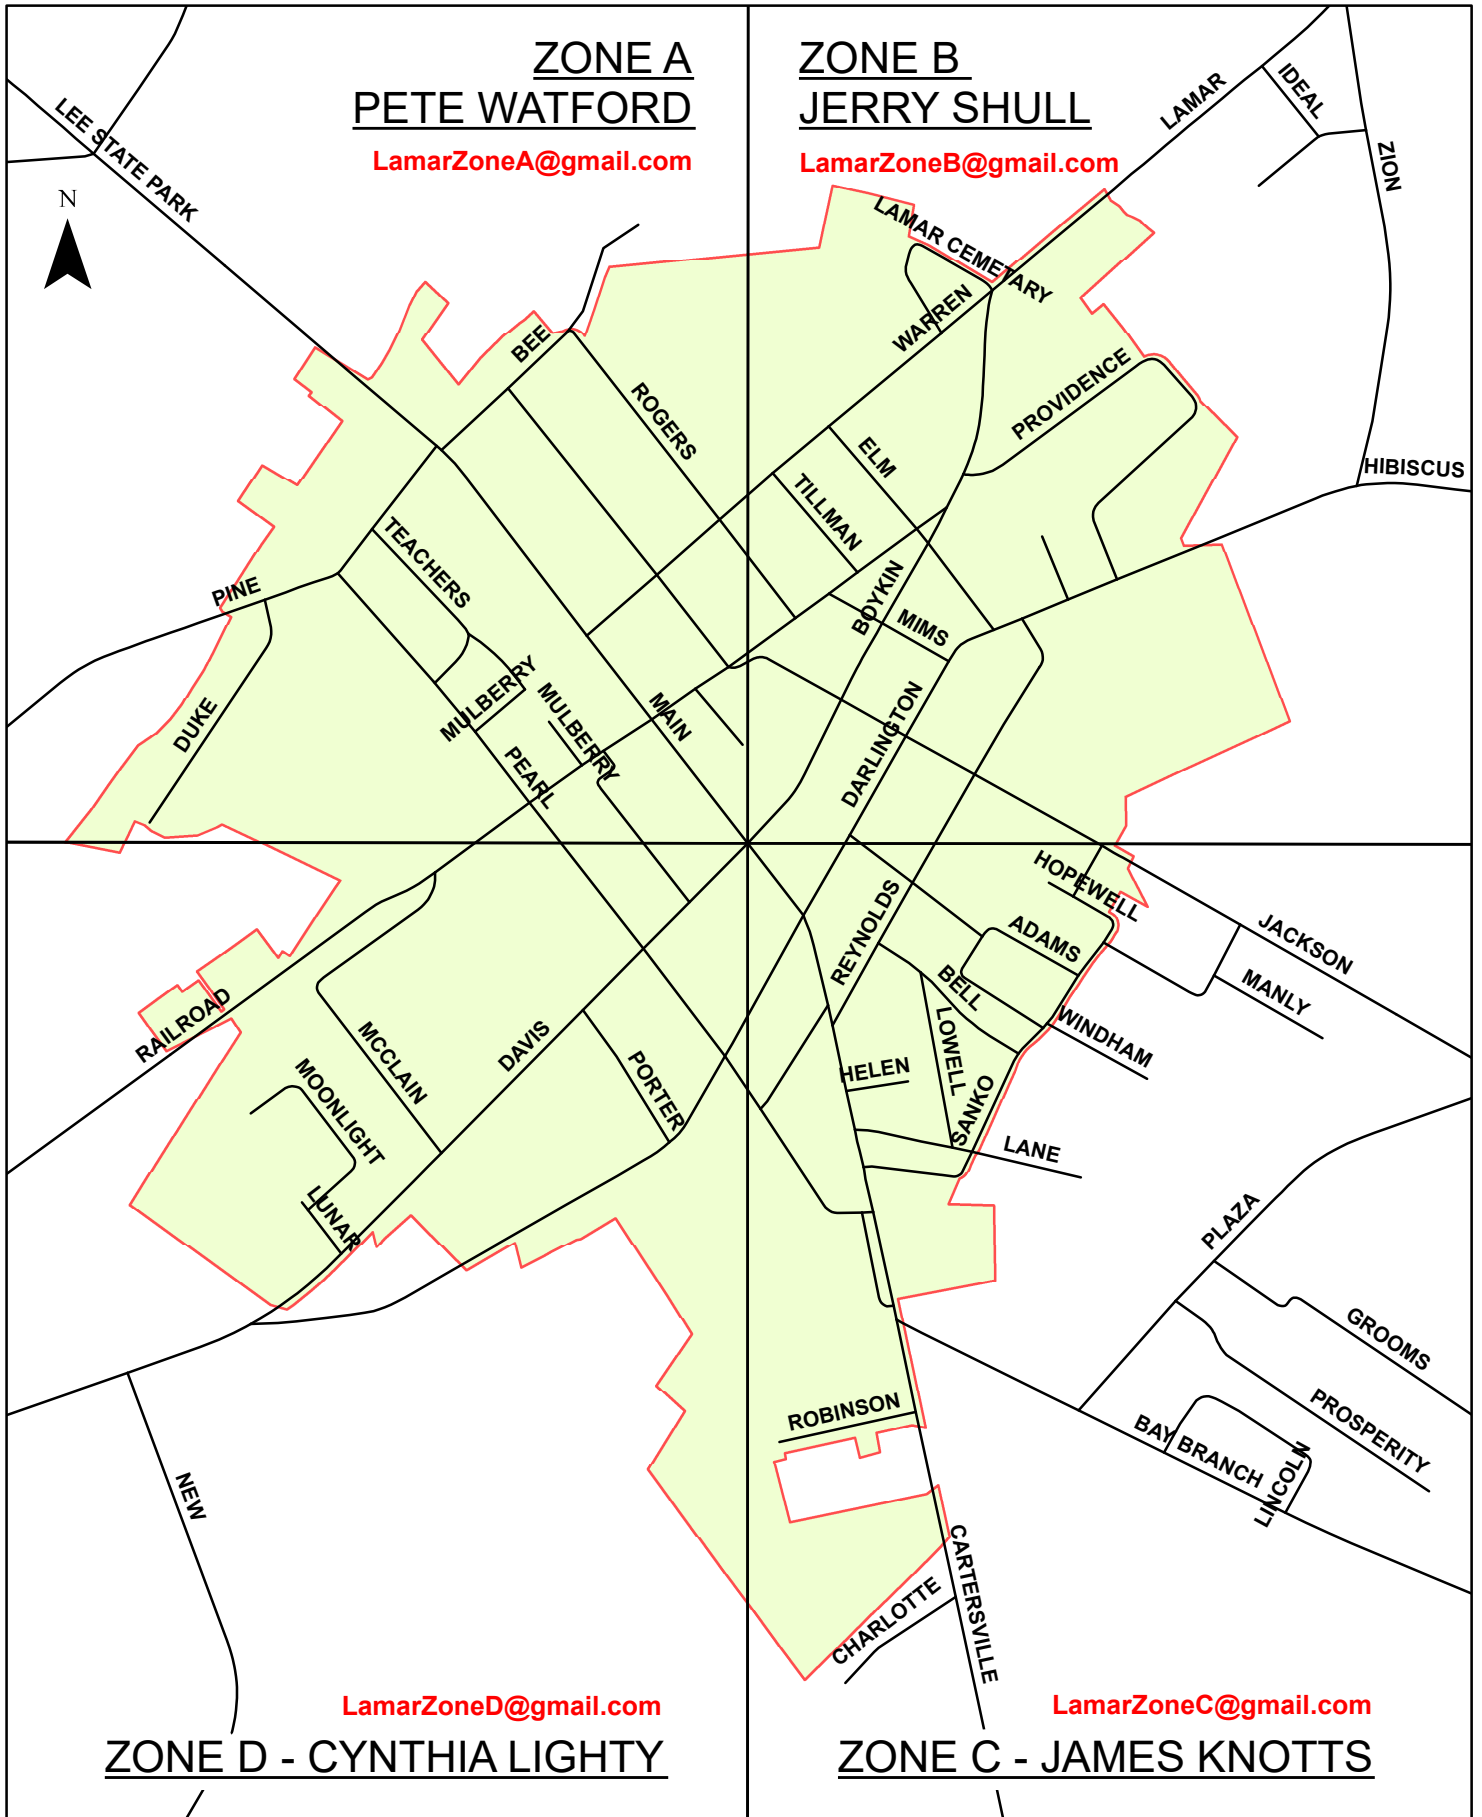 ZONE A
PETE WATFORD
LamarZoneA@gmail.com
ZONE B
JERRY SHULL
LamarZoneB@gmail.com
LAMAR
IDEAL
ZION
LEE STATE PARK
N
LAMAR CEMETARY
WARREN
BEE
ROGERS
PROVIDENCE
ELM
TILLMAN
HIBISCUS
TEACHERS
PINE
BOYKIN
MIMS
MULBERRY
MULBERRY
MAIN
DUKE
DARLINGTON
PEARL
HOPEWELL
REYNOLDS
ADAMS
JACKSON
BELL
MANLY
RAILROAD
MCCLAIN
DAVIS
LOWELL
WINDHAM
MOONLIGHT
PORTER
HELEN
SANKO
LANE
LUNAR
PLAZA
GROOMS
ROBINSON
PROSPERITY
BAY BRANCH
LINCOLN
NEW
CARTERSVILLE
CHARLOTTE
LamarZoneD@gmail.com
ZONE D - CYNTHIA LIGHTY
LamarZoneC@gmail.com
ZONE C - JAMES KNOTTS